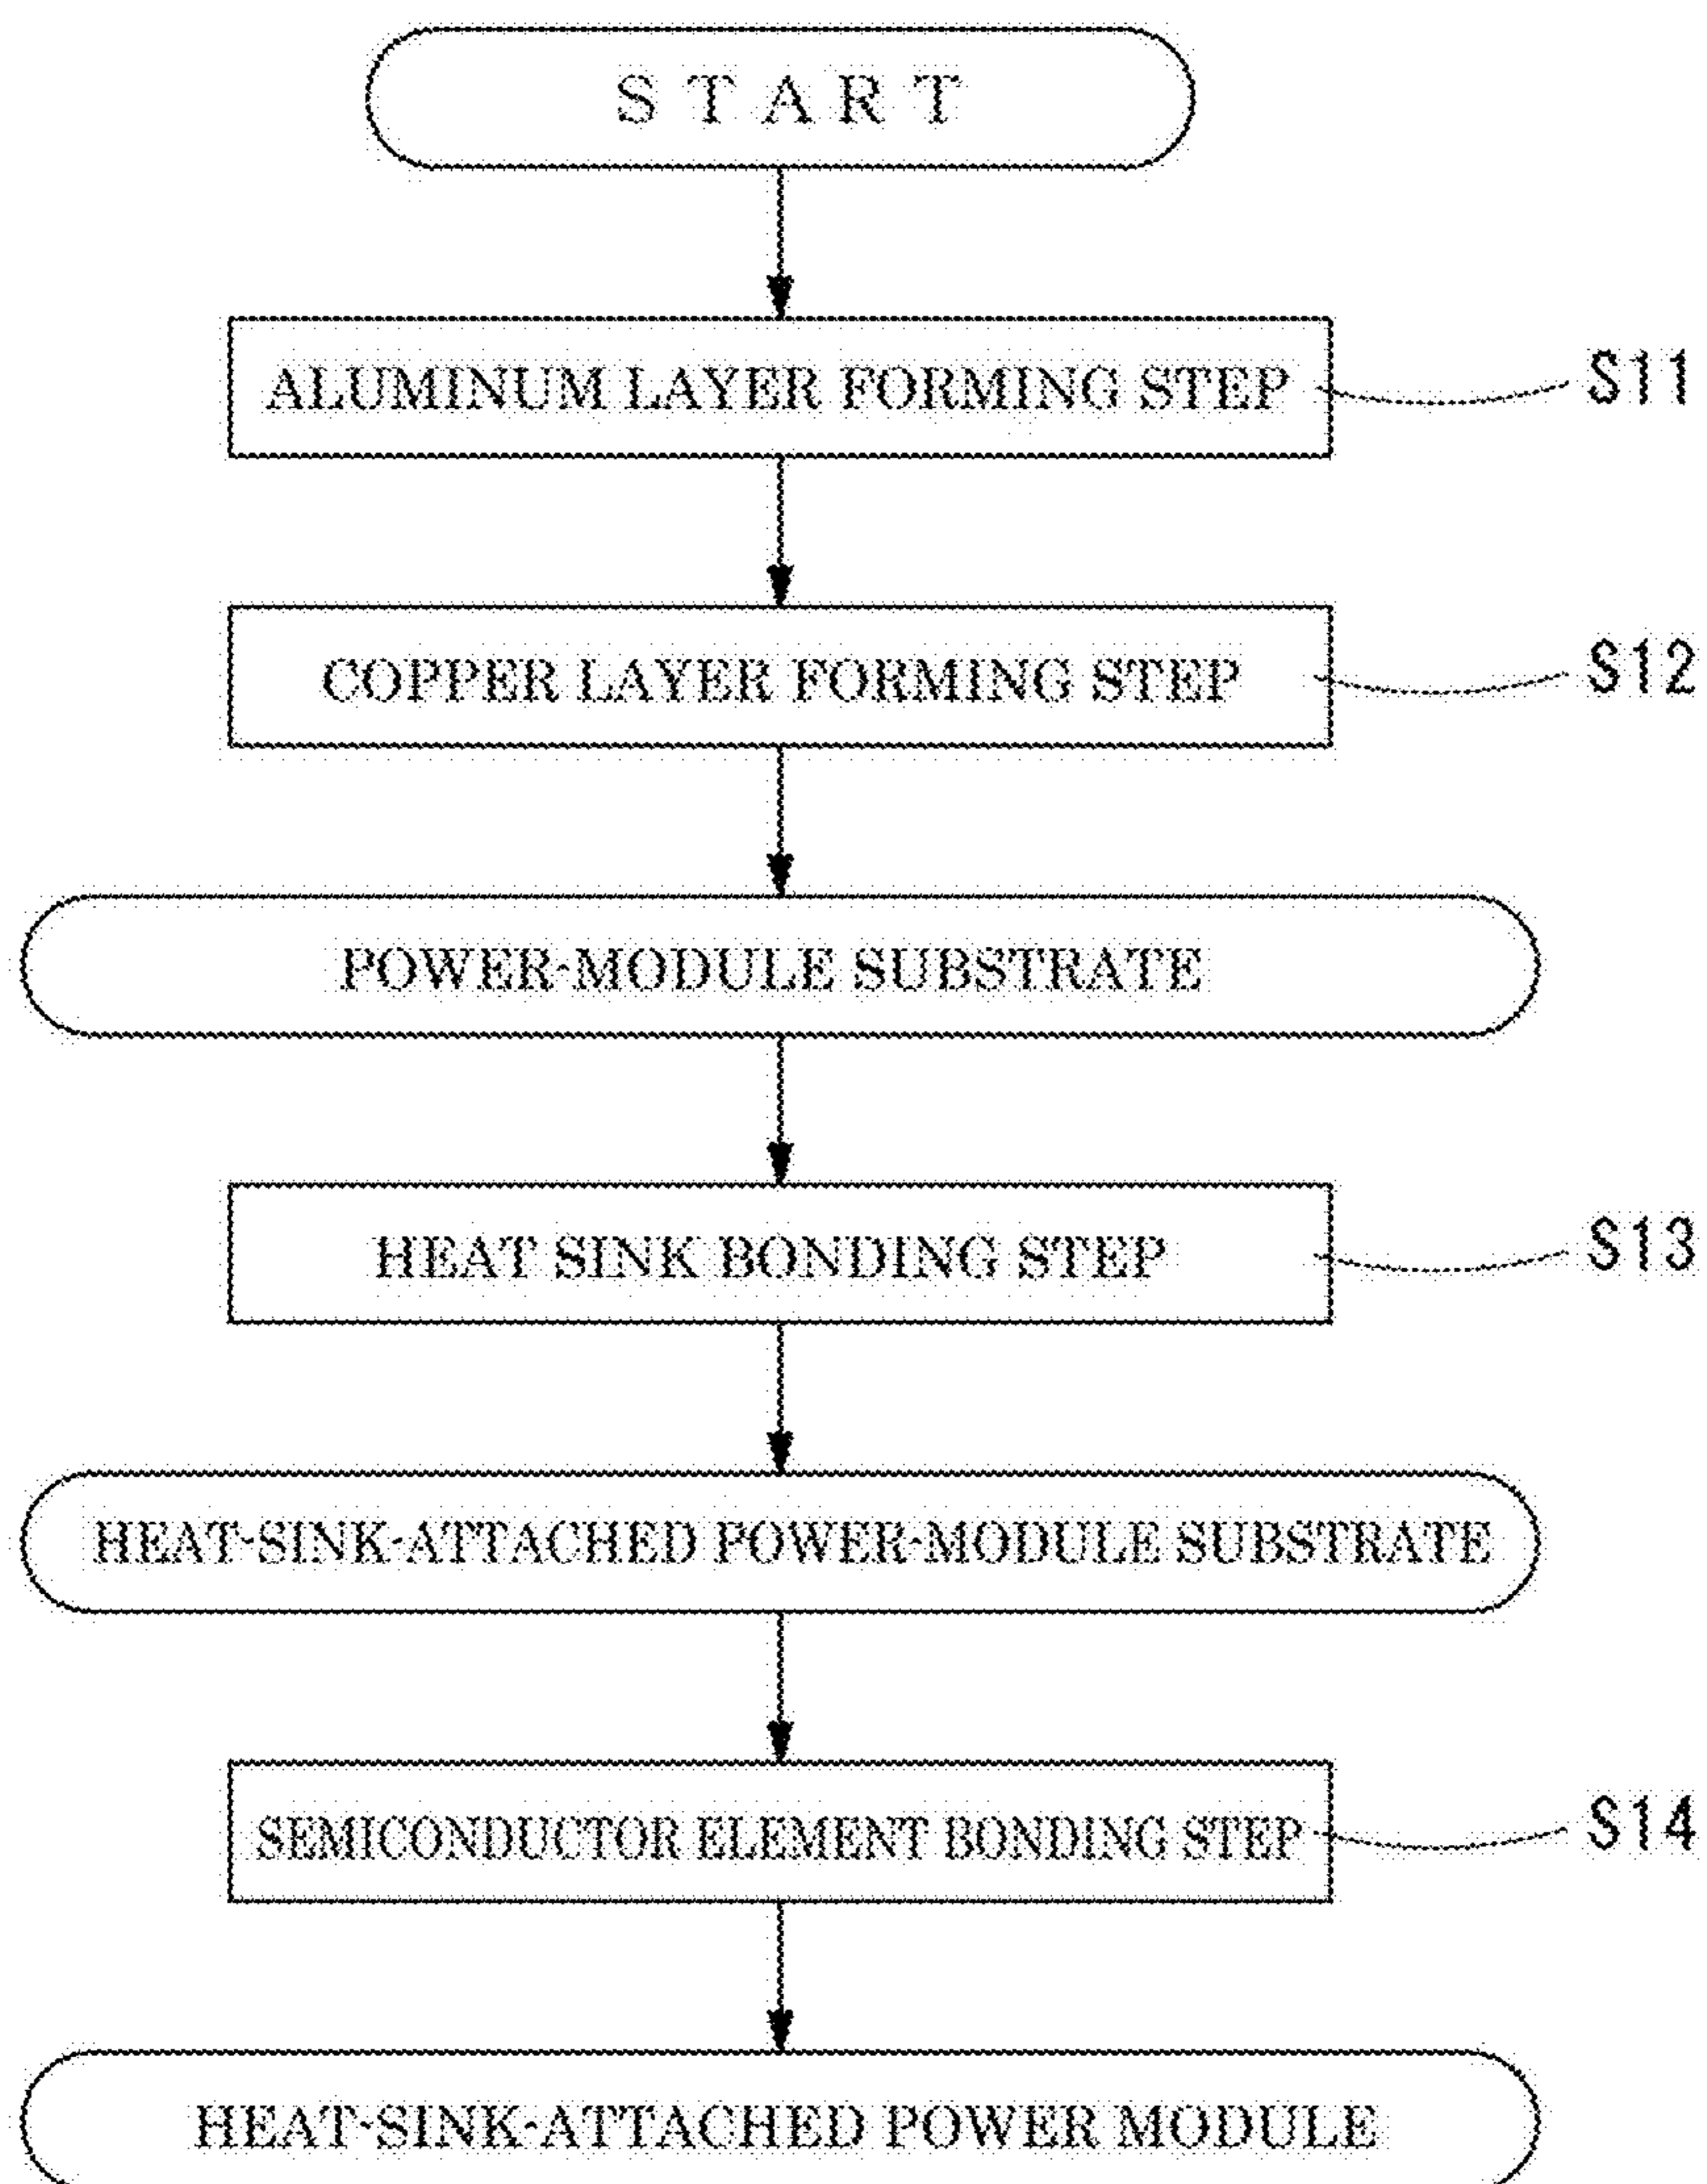 START
ALUMINUM LAYER FORMING STEP
S11
COPPER LAYER FORMING STEP
S12
POWER-MODULE SUBSTRATE
HEAT SINK BONDING STEP
S13
HEAT-SINK-ATTACHED POWER-MODULE SUBSTRATE
SEMICONDUCTOR ELEMENT BONDING STEP
S14
HEAT-SINK-ATTACHED POWER MODULE